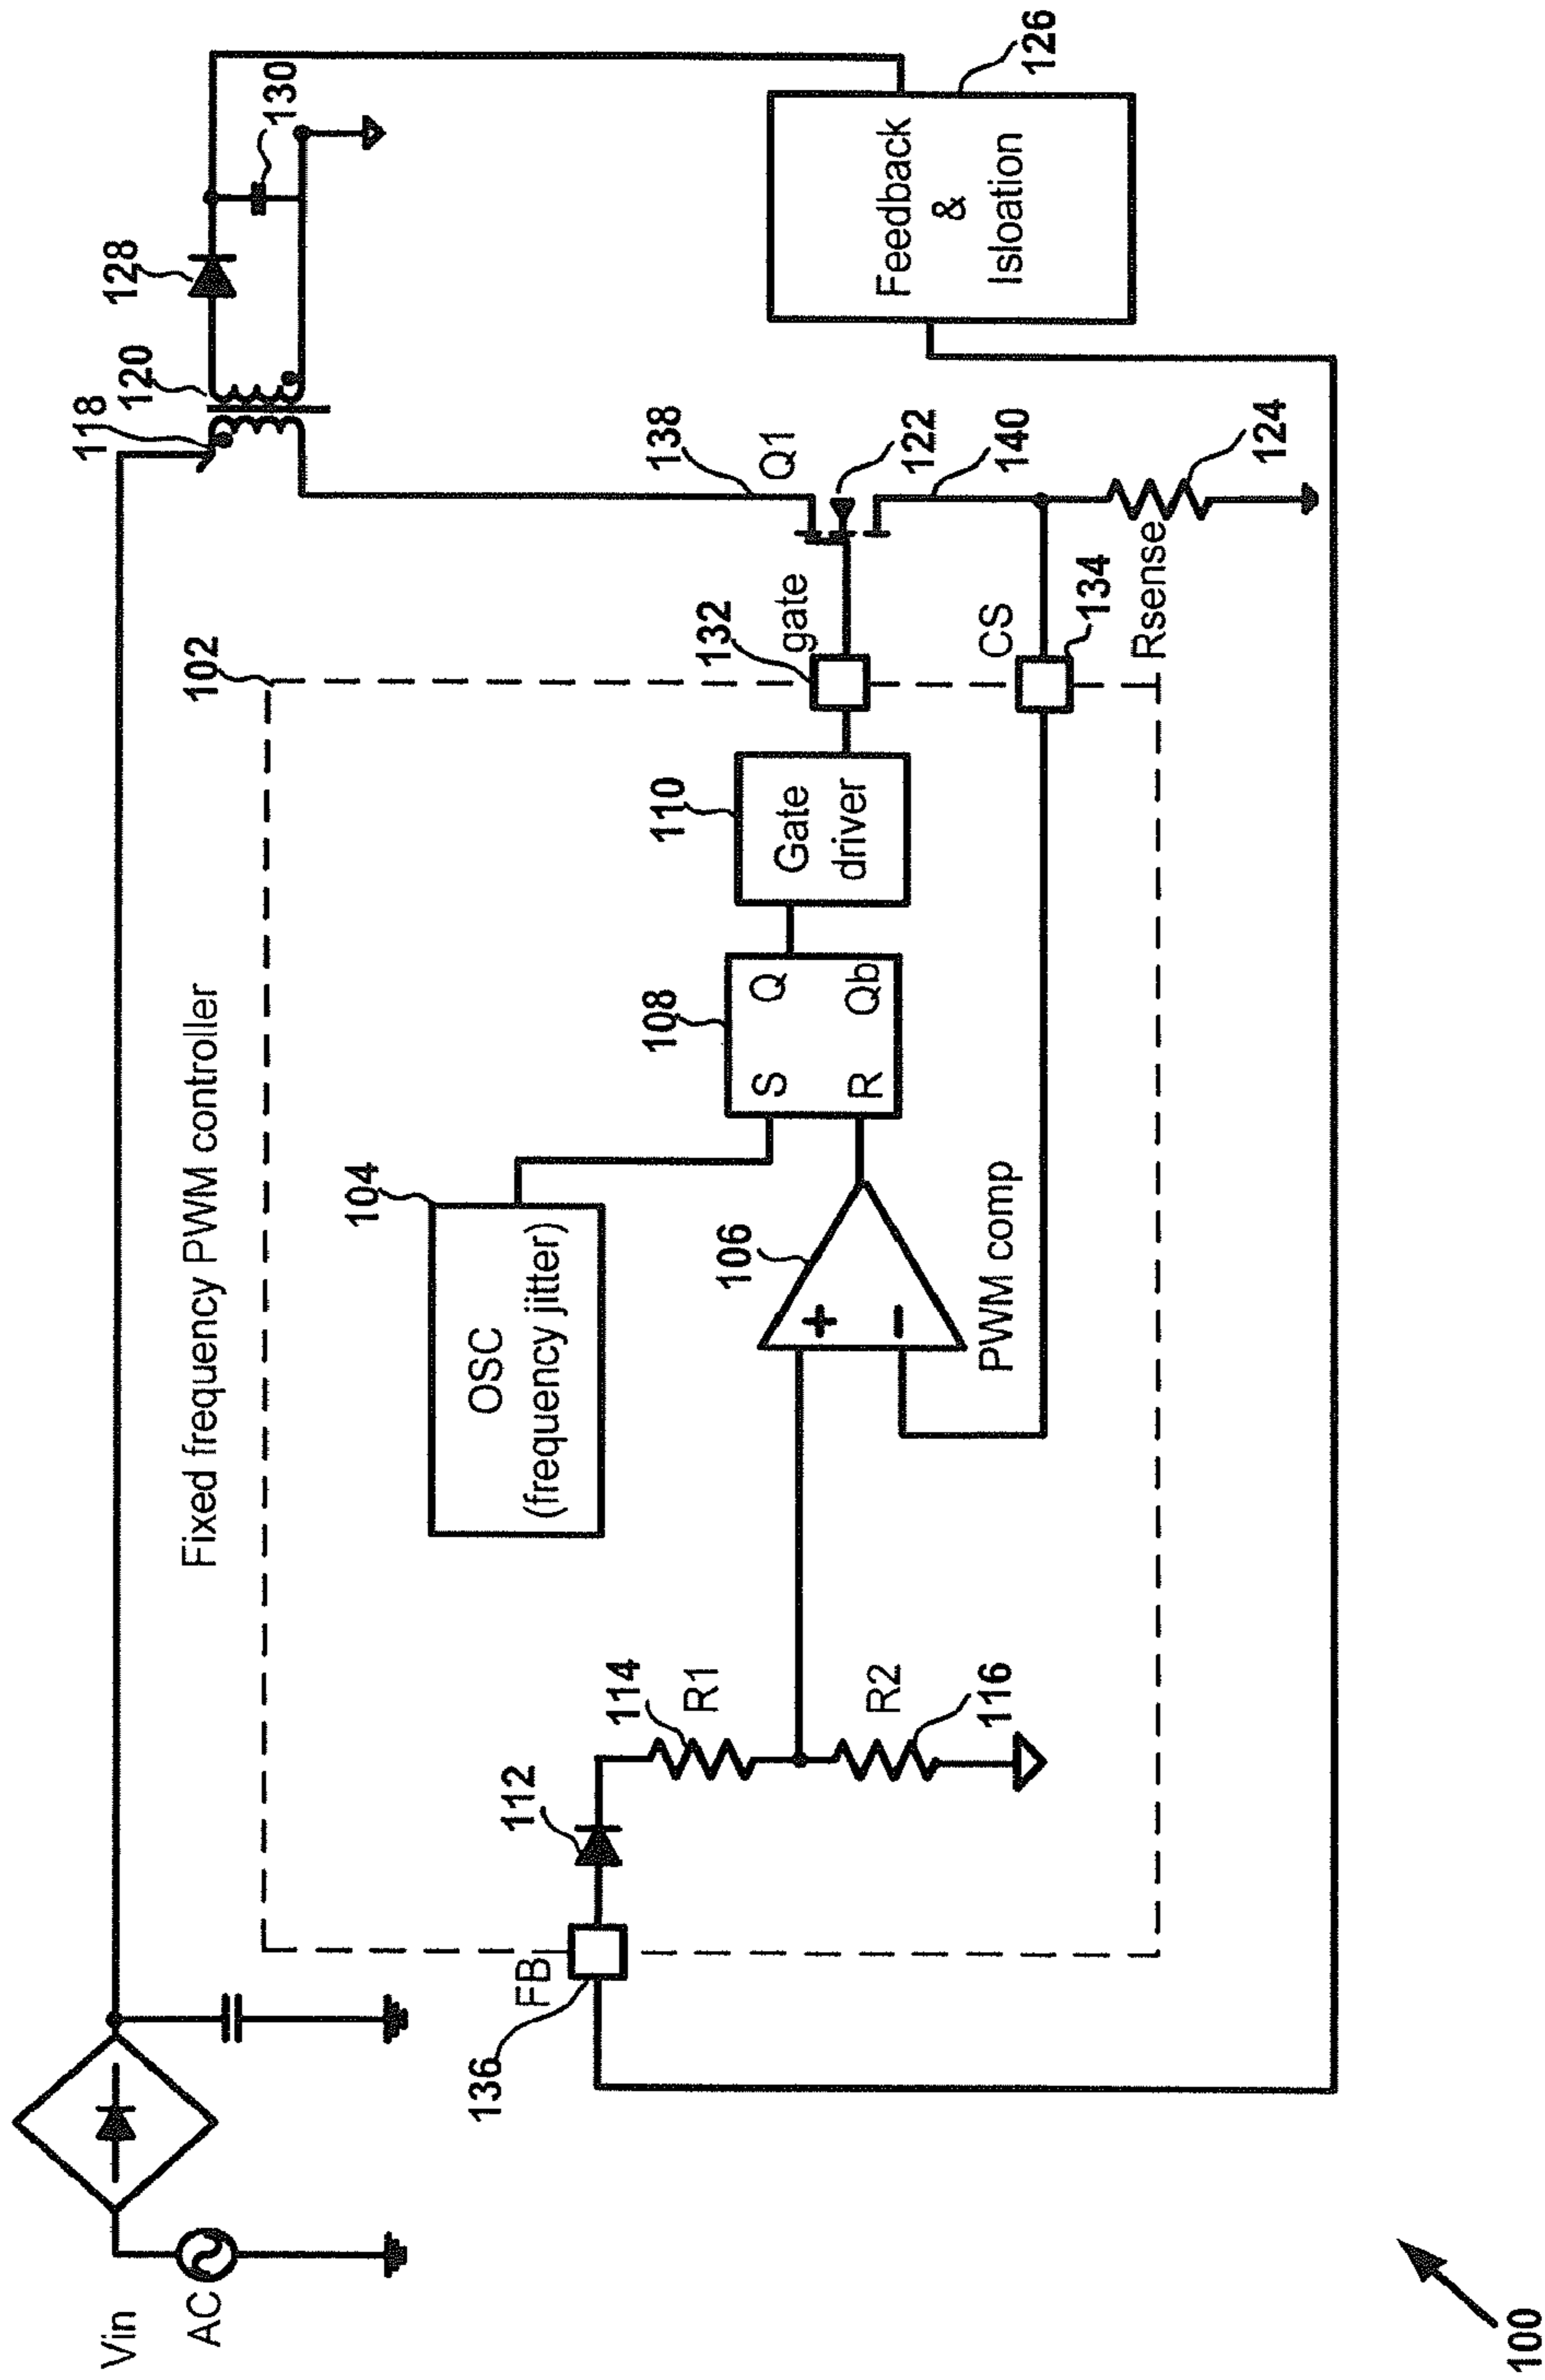 Vin
AC
Fixed frequency PWM controller
102
118
120
128
130
104
OSC
(frequency jitter)
108
S
Q
R
Qb
110
Gate
driver
132
gate
138
Q1
122
140
CS
134
Rsense
124
Feedback
&
Isloation
126
106
+
−
PWM comp
FB
136
112
114
R1
R2
116
100